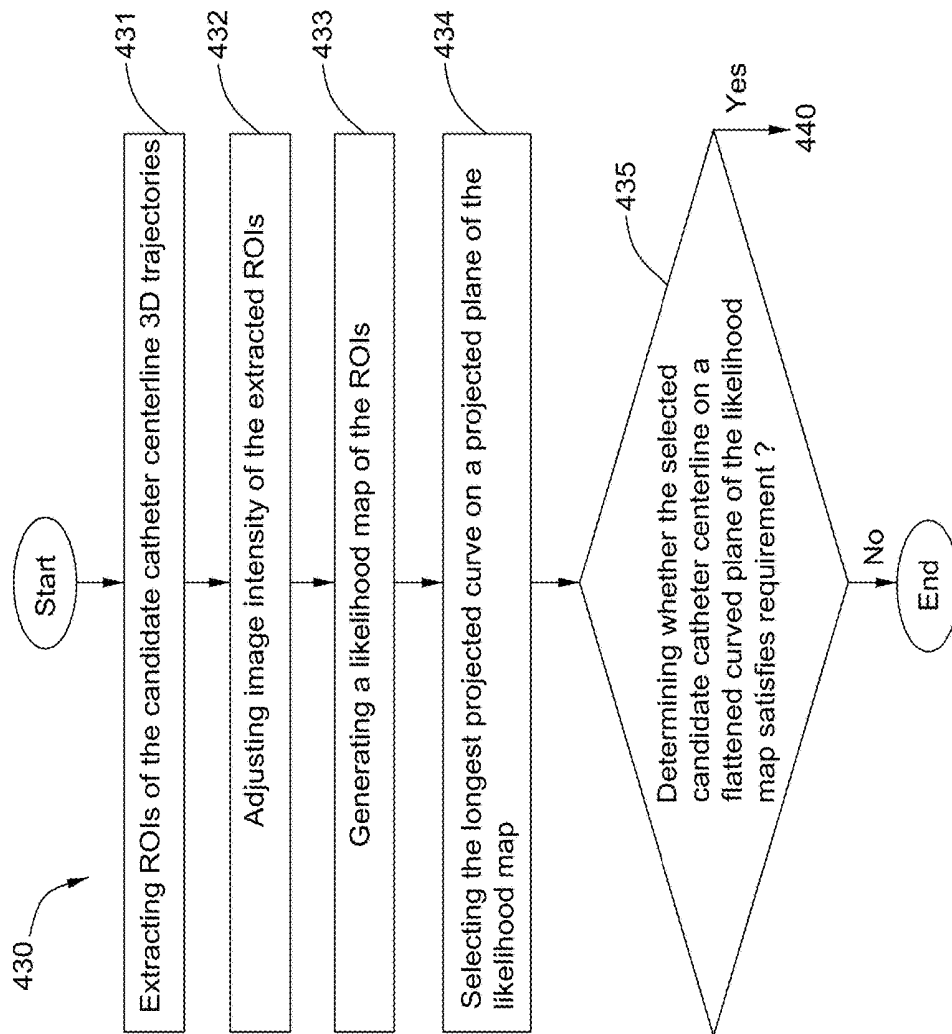 430
Start
431
Extracting ROIs of the candidate catheter centerline 3D trajectories
432
Adjusting image intensity of the extracted ROIs
433
Generating a likelihood map of the ROIs
434
Selecting the longest projected curve on a projected plane of the
likelihood map
435
Determining whether the selected
candidate catheter centerline on a
flattened curved plane of the likelihood
map satisfies requirement ?
Yes
440
No
End